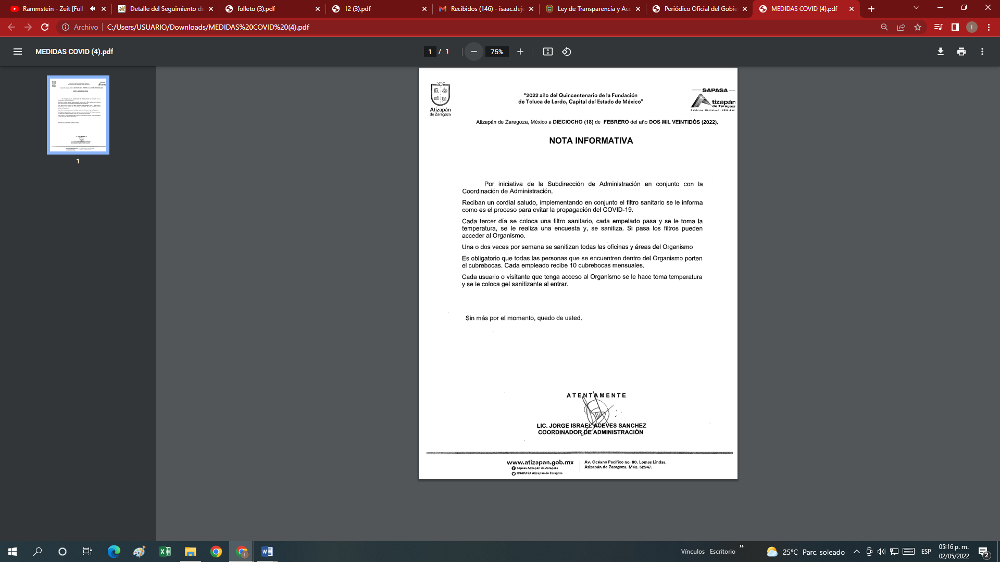 Rammstein - Zeit [Full
Detalle del Seguimiento de
folleto (3).pdf
12 (3).pdf
Recibidos (146) - isaac.deje
Ley de Transparencia y Acc
Periódico Oficial del Gobie
MEDIDAS COVID (4).pdf
Archivo
C:/Users/USUARIO/Downloads/MEDIDAS%20COVID%20(4).pdf
I
MEDIDAS COVID (4).pdf
1 / 1
75%
1
Atizapán
de Zaragoza
"2022 año del Quincentenario de la Fundación
de Toluca de Lerdo, Capital del Estado de México"
SAPASA
Atizapán
de Zaragoza
Atizapán de Zaragoza, México a DIECIOCHO (18) de FEBRERO del año DOS MIL VEINTIDÓS (2022).
NOTA INFORMATIVA
Por iniciativa de la Subdirección de Administración en conjunto con la
Coordinación de Administración.
Reciban un cordial saludo, implementando en conjunto el filtro sanitario se le informa
como es el proceso para evitar la propagación del COVID-19.
Cada tercer día se coloca una filtro sanitario, cada empelado pasa y se le toma la
temperatura, se le realiza una encuesta y, se sanitiza. Si pasa los filtros pueden
acceder al Organismo.
Una o dos veces por semana se sanitizan todas las oficinas y áreas del Organismo
Es obligatorio que todas las personas que se encuentren dentro del Organismo porten
el cubrebocas. Cada empleado recibe 10 cubrebocas mensuales.
Cada usuario o visitante que tenga acceso al Organismo se le hace toma temperatura
y se le coloca gel sanitizante al entrar.
Sin más por el momento, quedo de usted.
ATENTAMENTE
LIC. JORGE ISRAEL ACEVES SANCHEZ
COORDINADOR DE ADMINISTRACIÓN
www.atizapan.gob.mx
Sapasa Atizapán de Zaragoza
@SAPASA Atizapán de Zaragoza
Av. Océano Pacífico no. 80. Lomas Lindas,
Atizapán de Zaragoza. Méx. 52947.
Vínculos
Escritorio
25°C Parc. soleado
ESP
05:16 p. m.
02/05/2022
2